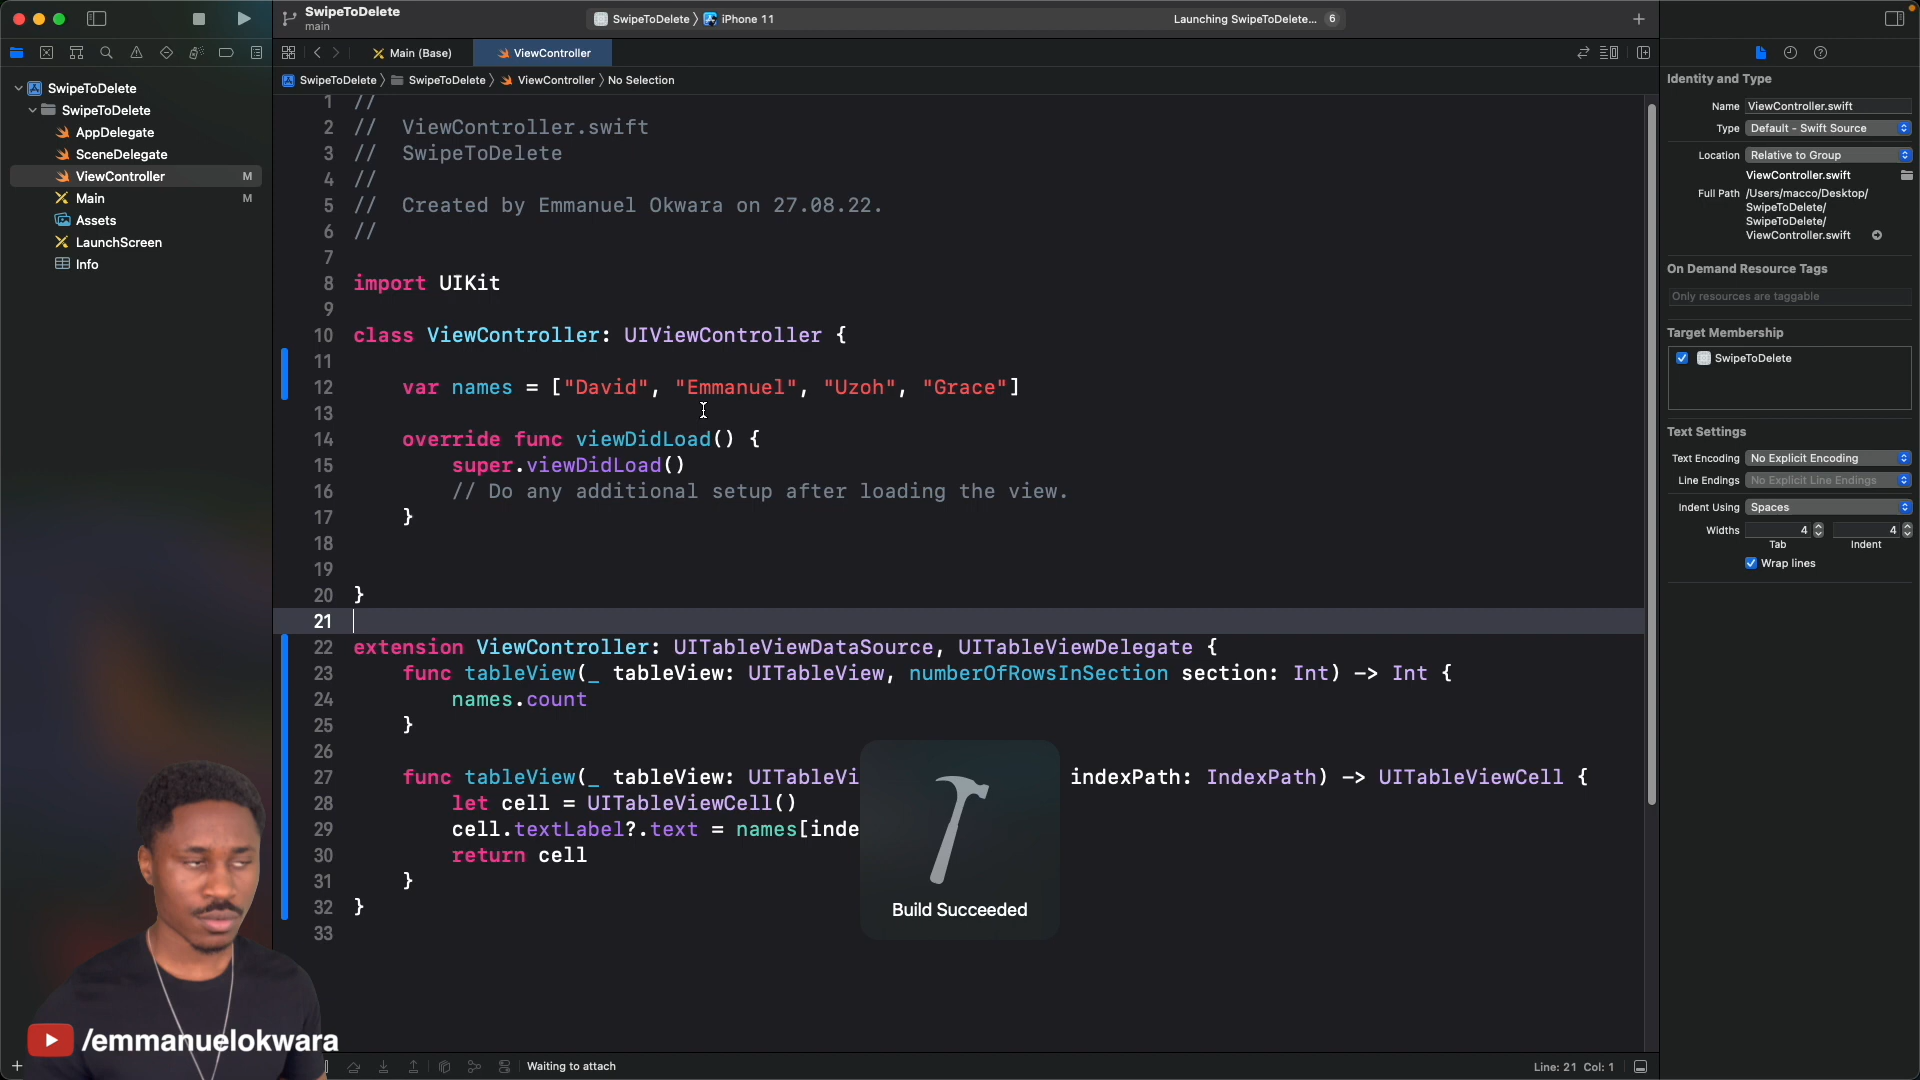 SwipeToDelete
main
SwipeToDelete
iPhone 11
Launching SwipeToDelete...
6
Main (Base)
ViewController
SwipeToDelete
SwipeToDelete
ViewController
No Selection
SwipeToDelete
SwipeToDelete
AppDelegate
SceneDelegate
ViewController M
Main M
Assets
LaunchScreen
Info
1 //
2 // ViewController.swift
3 // SwipeToDelete
4 //
5 // Created by Emmanuel Okwara on 27.08.22.
6 //
7
8 import UIKit
9
10 class ViewController: UIViewController {
11
12 var names = ["David", "Emmanuel", "Uzoh", "Grace"]
13
14 override func viewDidLoad() {
15 super.viewDidLoad()
16 // Do any additional setup after loading the view.
17 }
18
19
20 }
21
22 extension ViewController: UITableViewDataSource, UITableViewDelegate {
23 func tableView(_ tableView: UITableView, numberOfRowsInSection section: Int) -> Int {
24 names.count
25 }
26
27 func tableView(_ tableView: UITableVi indexPath: IndexPath) -> UITableViewCell {
28 let cell = UITableViewCell()
29 cell.textLabel?.text = names[inde
30 return cell
31 }
32 }
33
Build Succeeded
/emmanuelokwara
Waiting to attach
Line: 21 Col: 1
Identity and Type
Name ViewController.swift
Type Default - Swift Source
Location Relative to Group
ViewController.swift
Full Path /Users/macco/Desktop/
SwipeToDelete/
SwipeToDelete/
ViewController.swift
On Demand Resource Tags
Only resources are taggable
Target Membership
SwipeToDelete
Text Settings
Text Encoding No Explicit Encoding
Line Endings No Explicit Line Endings
Indent Using Spaces
Widths 4 4
Tab Indent
Wrap lines